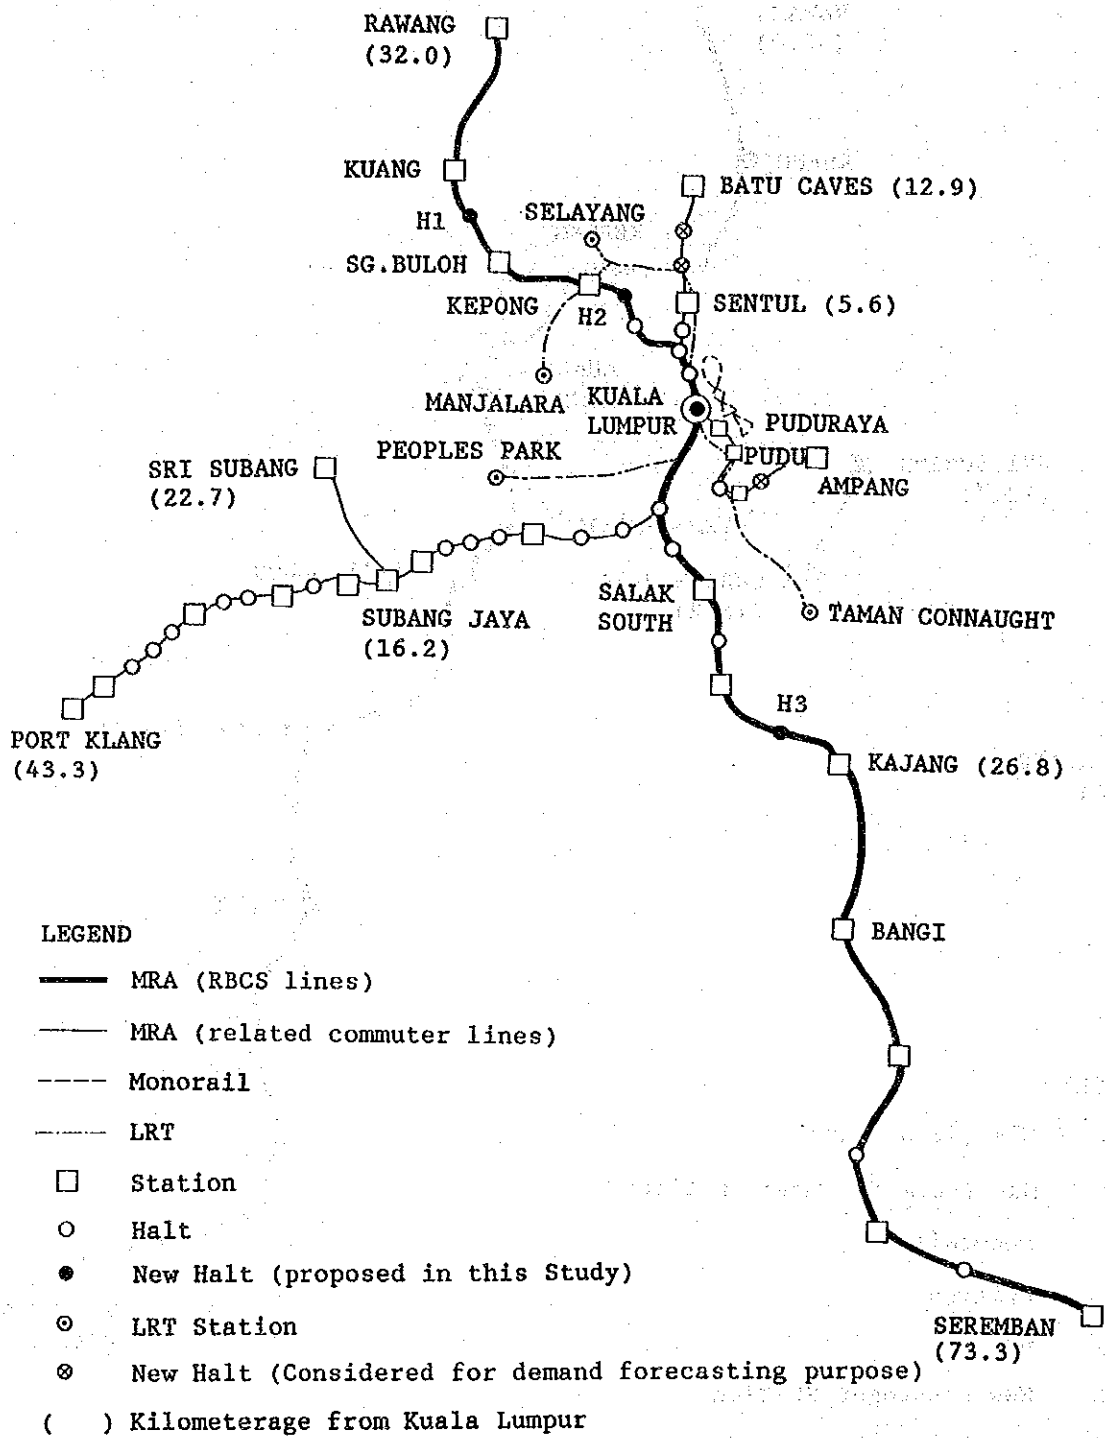 RAWANG
(32.0)
KUANG
BATU CAVES (12.9)
SELAYANG
H1
SG.BULOH
KEPONG
H2
SENTUL (5.6)
MANJALARA
KUALA
LUMPUR
PUDURAYA
PEOPLES PARK
PUDU
SRI SUBANG
(22.7)
AMPANG
SALAK
SOUTH
TAMAN CONNAUGHT
SUBANG JAYA
(16.2)
H3
PORT KLANG
(43.3)
KAJANG (26.8)
BANGI
LEGEND
MRA (RBCS lines)
MRA (related commuter lines)
Monorail
LRT
Station
Halt
New Halt (proposed in this Study)
LRT Station
SEREMBAN
(73.3)
New Halt (Considered for demand forecasting purpose)
( ) Kilometerage from Kuala Lumpur